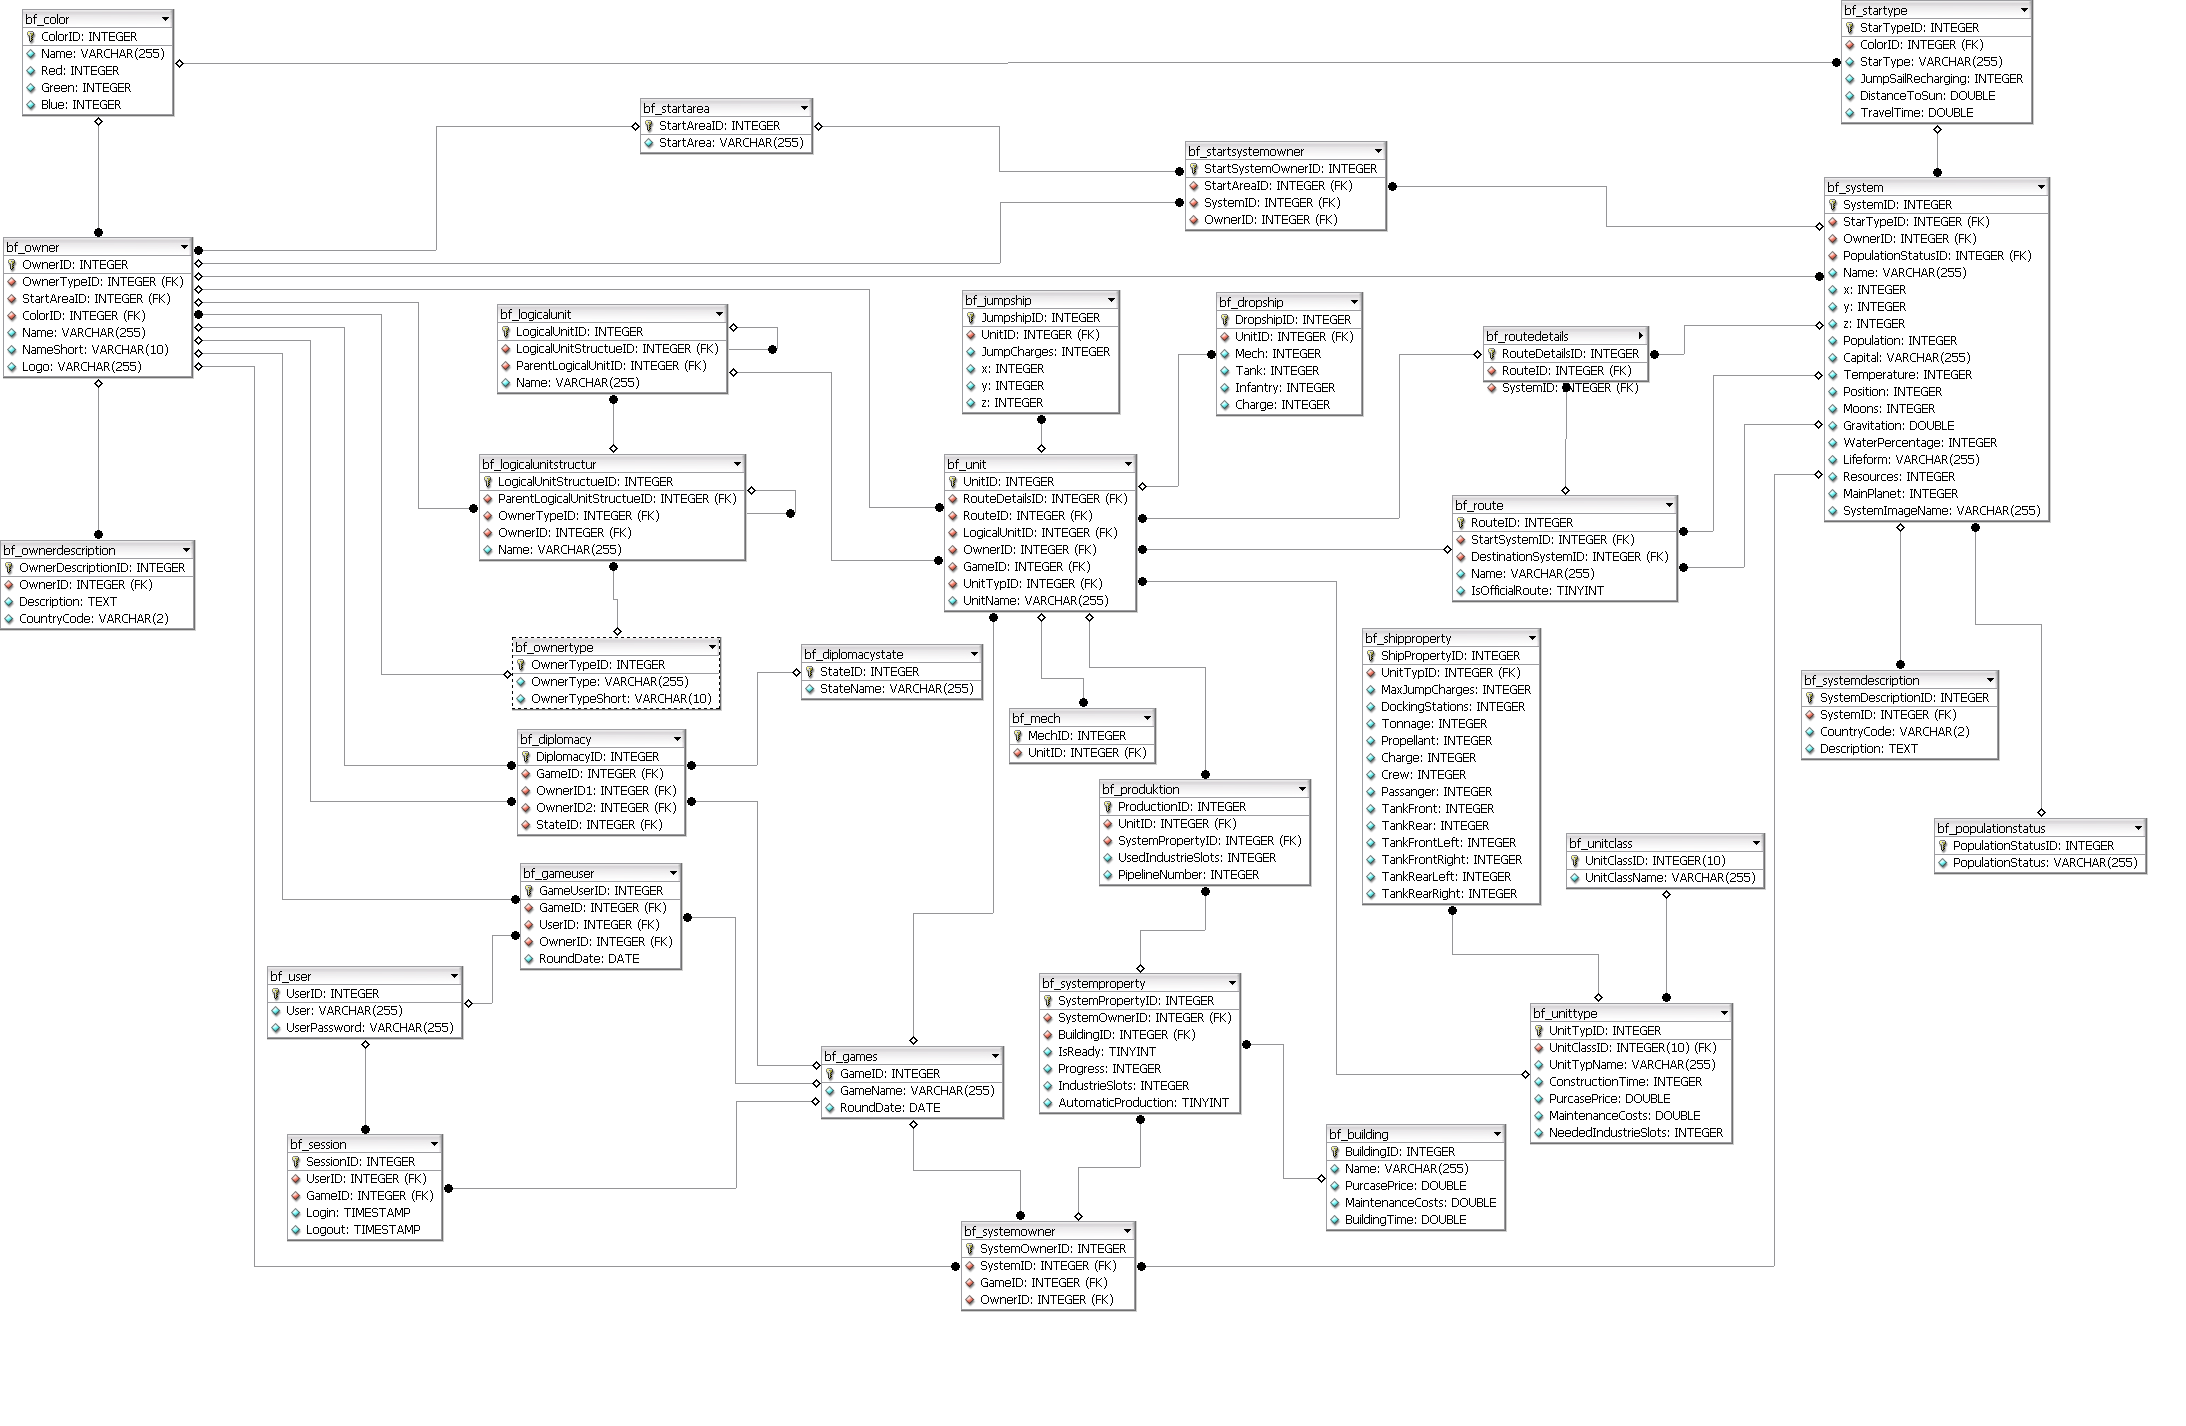 bf_color
ColorID: INTEGER
Name: VARCHAR(255)
Red: INTEGER
Green: INTEGER
Blue: INTEGER
bf_startype
StarTypeID: INTEGER
ColorID: INTEGER (FK)
StarType: VARCHAR(255)
JumpSailRecharging: INTEGER
DistanceToSun: DOUBLE
TravelTime: DOUBLE
bf_startarea
StartAreaID: INTEGER
StartArea: VARCHAR(255)
bf_startsystemowner
StartSystemOwnerID: INTEGER
StartAreaID: INTEGER (FK)
SystemID: INTEGER (FK)
OwnerID: INTEGER (FK)
bf_system
SystemID: INTEGER
StarTypeID: INTEGER (FK)
OwnerID: INTEGER (FK)
PopulationStatusID: INTEGER (FK)
Name: VARCHAR(255)
x: INTEGER
y: INTEGER
z: INTEGER
Population: INTEGER
Capital: VARCHAR(255)
Temperature: INTEGER
Position: INTEGER
Moons: INTEGER
Gravitation: DOUBLE
WaterPercentage: INTEGER
Lifeform: VARCHAR(255)
Resources: INTEGER
MainPlanet: INTEGER
SystemImageName: VARCHAR(255)
bf_owner
OwnerID: INTEGER
OwnerTypeID: INTEGER (FK)
StartAreaID: INTEGER (FK)
ColorID: INTEGER (FK)
Name: VARCHAR(255)
NameShort: VARCHAR(10)
Logo: VARCHAR(255)
bf_logicalunit
LogicalUnitID: INTEGER
LogicalUnitStructueID: INTEGER (FK)
ParentLogicalUnitID: INTEGER (FK)
Name: VARCHAR(255)
bf_jumpship
JumpshipID: INTEGER
UnitID: INTEGER (FK)
JumpCharges: INTEGER
x: INTEGER
y: INTEGER
z: INTEGER
bf_dropship
DropshipID: INTEGER
UnitID: INTEGER (FK)
Mech: INTEGER
Tank: INTEGER
Infantry: INTEGER
Charge: INTEGER
bf_routedetails
RouteDetailsID: INTEGER
RouteID: INTEGER (FK)
SystemID: INTEGER (FK)
bf_logicalunitstructur
LogicalUnitStructueID: INTEGER
ParentLogicalUnitStructueID: INTEGER (FK)
OwnerTypeID: INTEGER (FK)
OwnerID: INTEGER (FK)
Name: VARCHAR(255)
bf_unit
UnitID: INTEGER
RouteDetailsID: INTEGER (FK)
RouteID: INTEGER (FK)
LogicalUnitID: INTEGER (FK)
OwnerID: INTEGER (FK)
GameID: INTEGER (FK)
UnitTypID: INTEGER (FK)
UnitName: VARCHAR(255)
bf_route
RouteID: INTEGER
StartSystemID: INTEGER (FK)
DestinationSystemID: INTEGER (FK)
Name: VARCHAR(255)
IsOfficialRoute: TINYINT
bf_ownerdescription
OwnerDescriptionID: INTEGER
OwnerID: INTEGER (FK)
Description: TEXT
CountryCode: VARCHAR(2)
bf_ownertype
OwnerTypeID: INTEGER
OwnerType: VARCHAR(255)
OwnerTypeShort: VARCHAR(10)
bf_diplomacystate
StateID: INTEGER
StateName: VARCHAR(255)
bf_shipproperty
ShipPropertyID: INTEGER
UnitTypID: INTEGER (FK)
MaxJumpCharges: INTEGER
DockingStations: INTEGER
Tonnage: INTEGER
Propellant: INTEGER
Charge: INTEGER
Crew: INTEGER
Passanger: INTEGER
TankFront: INTEGER
TankRear: INTEGER
TankFrontLeft: INTEGER
TankFrontRight: INTEGER
TankRearLeft: INTEGER
TankRearRight: INTEGER
bf_systemdescription
SystemDescriptionID: INTEGER
SystemID: INTEGER (FK)
CountryCode: VARCHAR(2)
Description: TEXT
bf_mech
MechID: INTEGER
UnitID: INTEGER (FK)
bf_diplomacy
DiplomacyID: INTEGER
GameID: INTEGER (FK)
OwnerID1: INTEGER (FK)
OwnerID2: INTEGER (FK)
StateID: INTEGER (FK)
bf_produktion
ProductionID: INTEGER
UnitID: INTEGER (FK)
SystemPropertyID: INTEGER (FK)
UsedIndustrieSlots: INTEGER
PipelineNumber: INTEGER
bf_unitclass
UnitClassID: INTEGER(10)
UnitClassName: VARCHAR(255)
bf_populationstatus
PopulationStatusID: INTEGER
PopulationStatus: VARCHAR(255)
bf_gameuser
GameUserID: INTEGER
GameID: INTEGER (FK)
UserID: INTEGER (FK)
OwnerID: INTEGER (FK)
RoundDate: DATE
bf_user
UserID: INTEGER
User: VARCHAR(255)
UserPassword: VARCHAR(255)
bf_systemproperty
SystemPropertyID: INTEGER
SystemOwnerID: INTEGER (FK)
BuildingID: INTEGER (FK)
IsReady: TINYINT
Progress: INTEGER
IndustrieSlots: INTEGER
AutomaticProduction: TINYINT
bf_unittype
UnitTypID: INTEGER
UnitClassID: INTEGER(10) (FK)
UnitTypName: VARCHAR(255)
ConstructionTime: INTEGER
PurcasePrice: DOUBLE
MaintenanceCosts: DOUBLE
NeededIndustrieSlots: INTEGER
bf_games
GameID: INTEGER
GameName: VARCHAR(255)
RoundDate: DATE
bf_session
SessionID: INTEGER
UserID: INTEGER (FK)
GameID: INTEGER (FK)
Login: TIMESTAMP
Logout: TIMESTAMP
bf_building
BuildingID: INTEGER
Name: VARCHAR(255)
PurcasePrice: DOUBLE
MaintenanceCosts: DOUBLE
BuildingTime: DOUBLE
bf_systemowner
SystemOwnerID: INTEGER
SystemID: INTEGER (FK)
GameID: INTEGER (FK)
OwnerID: INTEGER (FK)